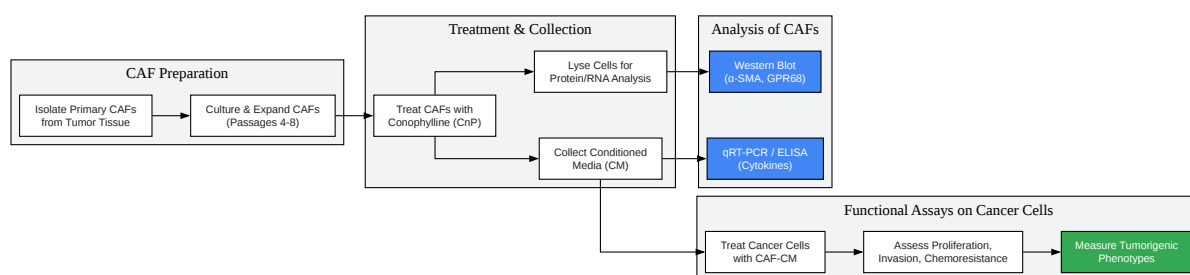 CAF Preparation
Isolate Primary CAFs
from Tumor Tissue
Culture & Expand CAFs
(Passages 4-8)
Treatment & Collection
Treat CAFs with
Conophylline (CnP)
Lyse Cells for
Protein/RNA Analysis
Collect Conditioned
Media (CM)
Analysis of CAFs
Western Blot
(α-SMA, GPR68)
qRT-PCR / ELISA
(Cytokines)
Functional Assays on Cancer Cells
Treat Cancer Cells
with CAF-CM
Assess Proliferation,
Invasion, Chemoresistance
Measure Tumorigenic
Phenotypes